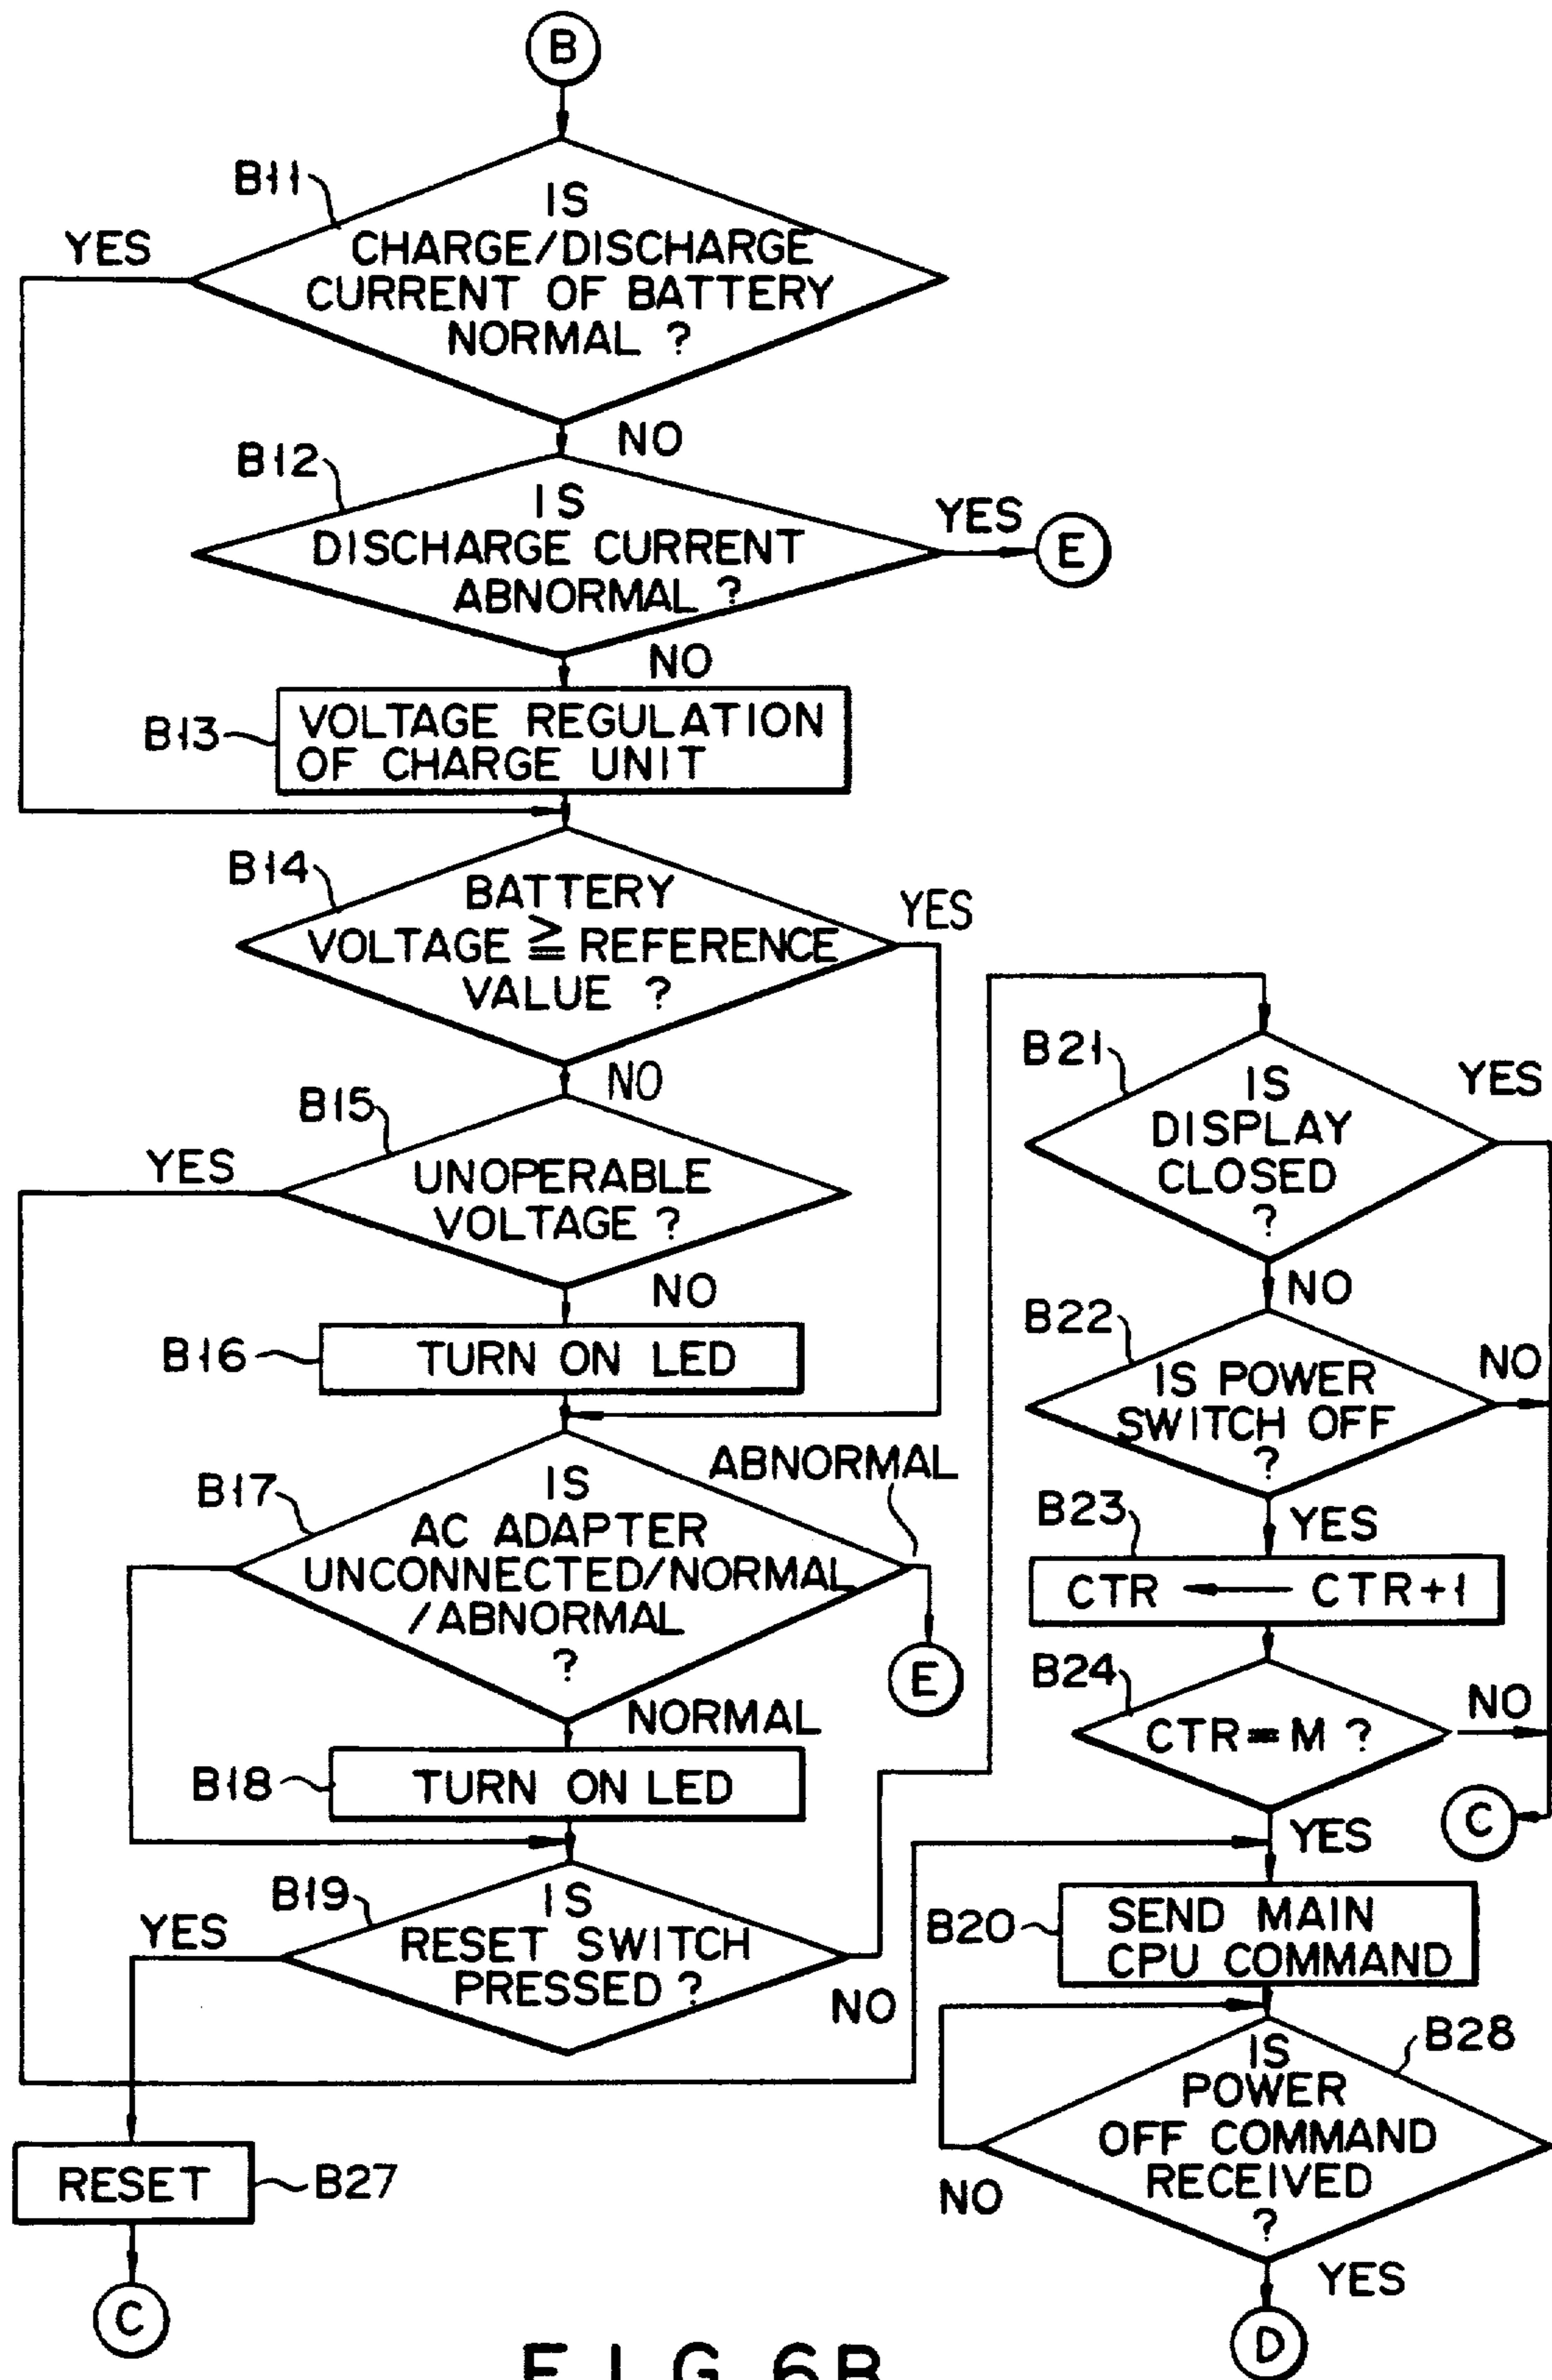 B
B11
IS
CHARGE/DISCHARGE
CURRENT OF BATTERY
NORMAL ?
YES
NO
B12
IS
DISCHARGE CURRENT
ABNORMAL ?
YES
E
NO
B13
VOLTAGE REGULATION
OF CHARGE UNIT
B14
BATTERY
VOLTAGE ≧ REFERENCE
VALUE ?
YES
NO
B15
UNOPERABLE
VOLTAGE ?
YES
NO
B16
TURN ON LED
B17
IS
AC ADAPTER
UNCONNECTED/NORMAL
/ABNORMAL
?
ABNORMAL
E
NORMAL
B18
TURN ON LED
B19
IS
RESET SWITCH
PRESSED ?
YES
NO
RESET
B27
C
B21
IS
DISPLAY
CLOSED
?
YES
NO
B22
IS POWER
SWITCH OFF
?
NO
YES
B23
CTR ← CTR+1
B24
CTR=M ?
NO
C
YES
B20
SEND MAIN
CPU COMMAND
B28
IS
POWER
OFF COMMAND
RECEIVED
?
NO
YES
D
FIG. 6B